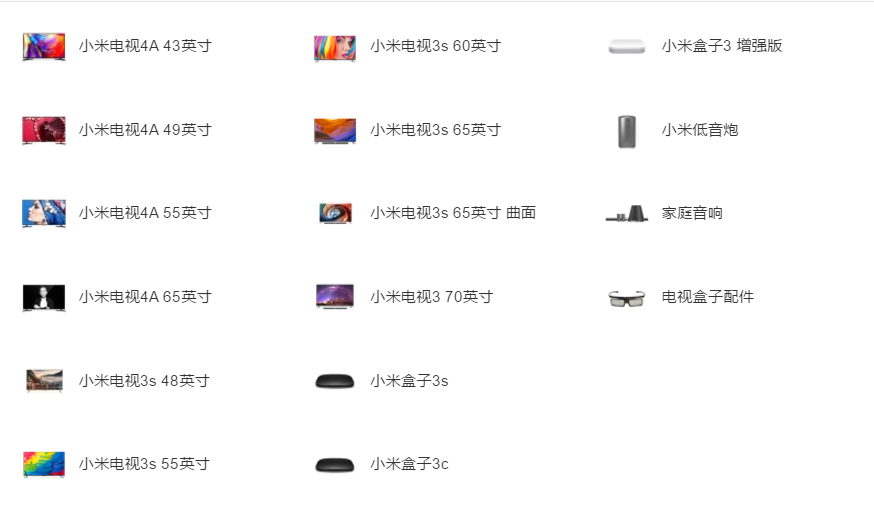 小米电视4A 43英寸
小米电视4A 49英寸
小米电视4A 55英寸
小米电视4A 65英寸
小米电视3s 48英寸
小米电视3s 55英寸
小米电视3s 60英寸
小米电视3s 65英寸
小米电视3s 65英寸 曲面
小米电视3 70英寸
小米盒子3s
小米盒子3c
小米盒子3 增强版
小米低音炮
家庭音响
电视盒子配件